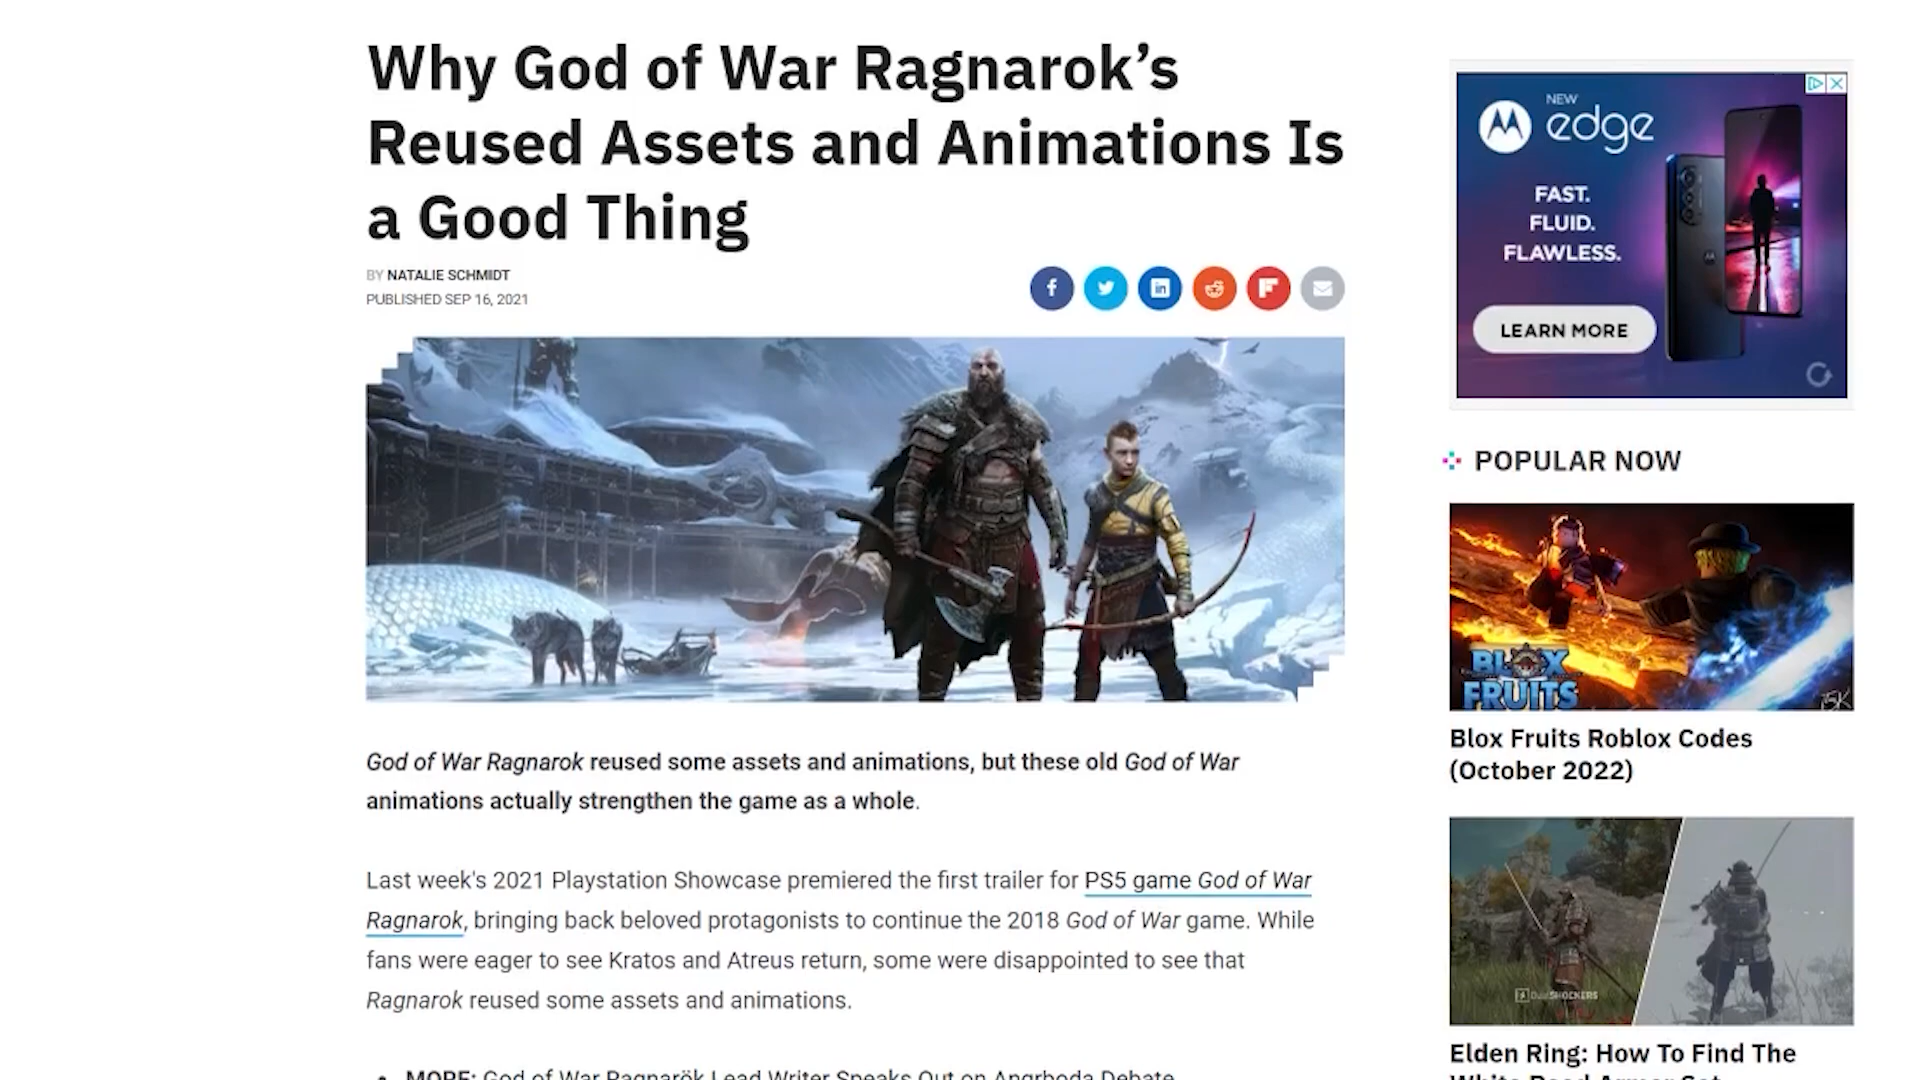 Why God of War Ragnarok’s
Reused Assets and Animations Is
a Good Thing
BY NATALIE SCHMIDT
PUBLISHED SEP 16, 2021
God of War Ragnarok reused some assets and animations, but these old God of War
animations actually strengthen the game as a whole.
Last week's 2021 Playstation Showcase premiered the first trailer for PS5 game God of War
Ragnarok, bringing back beloved protagonists to continue the 2018 God of War game. While
fans were eager to see Kratos and Atreus return, some were disappointed to see that
Ragnarok reused some assets and animations.
MORE: God of War Ragnarök Lead Writer Speaks Out on Angrboda Debate
NEW
edge
FAST.
FLUID.
FLAWLESS.
LEARN MORE
POPULAR NOW
BLOX
FRUITS
Blox Fruits Roblox Codes
(October 2022)
DualSHOCKERS
Elden Ring: How To Find The